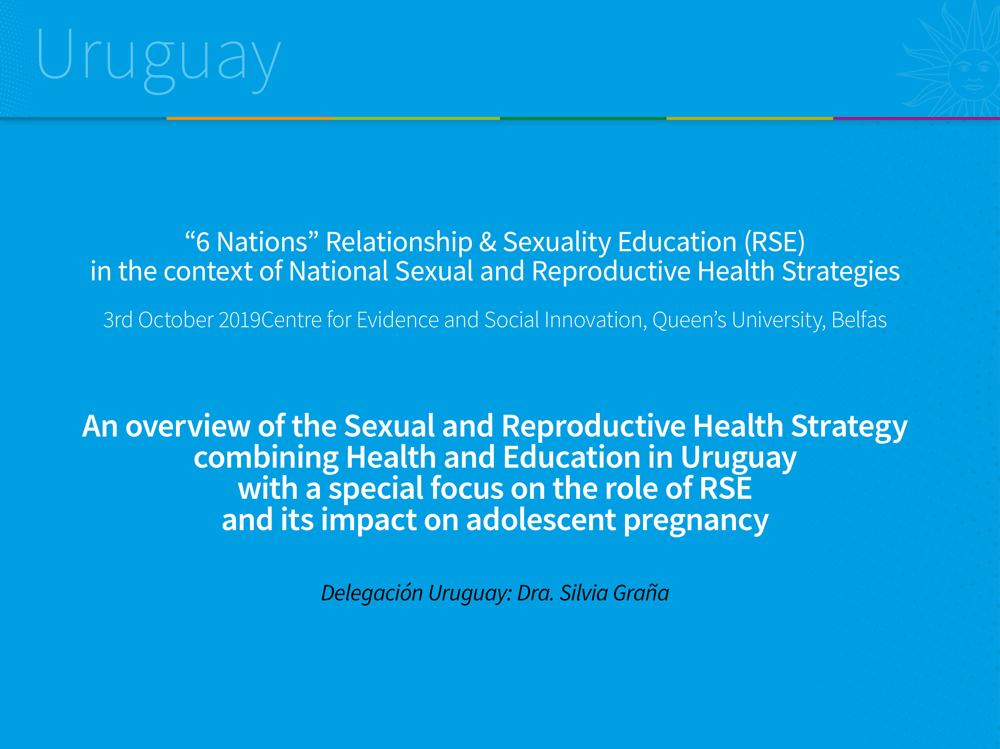 Uruguay
“6 Nations” Relationship & Sexuality Education (RSE)
in the context of National Sexual and Reproductive Health Strategies
3rd October 2019Centre for Evidence and Social Innovation, Queen’s University, Belfas
An overview of the Sexual and Reproductive Health Strategy
combining Health and Education in Uruguay
with a special focus on the role of RSE
and its impact on adolescent pregnancy
Delegación Uruguay: Dra. Silvia Graña